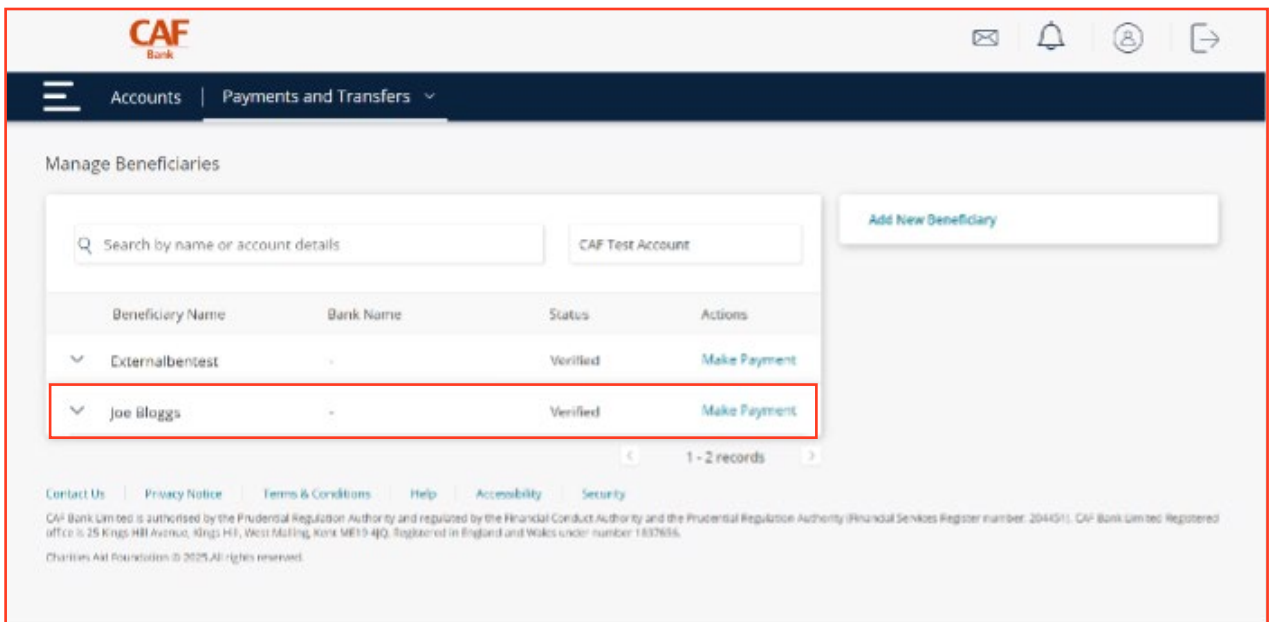 CAF
Bank
Accounts | Payments and Transfers
Manage Beneficiaries
Search by name or account details
CAF Test Account
Add New Beneficiary
Beneficiary Name Bank Name Status Actions
Externalbentest - Verified Make Payment
Joe Bloggs - Verified Make Payment
1 - 2 records
Contact Us Privacy Notice Terms & Conditions Help Accessibility Security
CAF Bank Limited is authorised by the Prudential Regulation Authority and regulated by the Financial Conduct Authority and the Prudential Regulation Authority (Financial Services Register number: 204451). CAF Bank Limited Registered
office is 25 Kings Hill Avenue, Kings Hill, West Malling, Kent ME19 4JQ. Registered in England and Wales under number 1837656.
Charities Aid Foundation © 2025.All rights reserved.